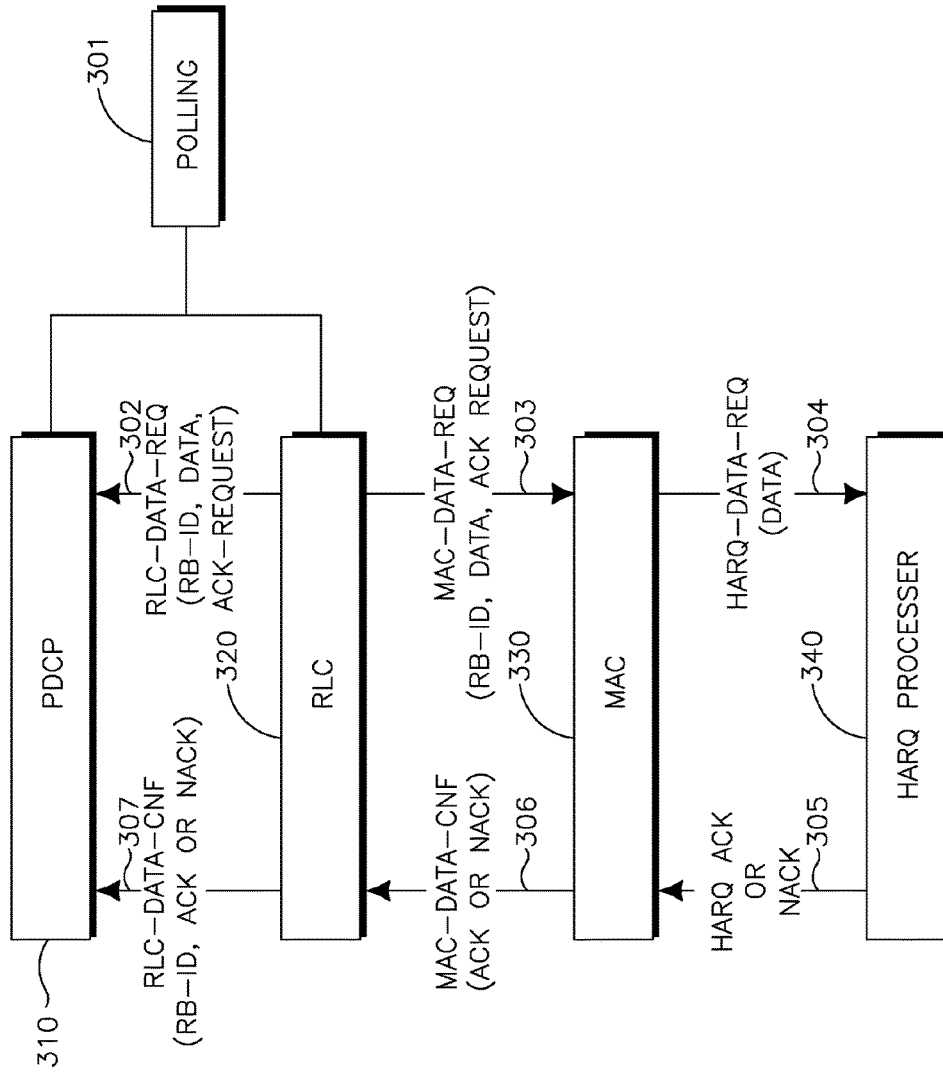 301
POLLING
PDCP
310
302
RLC-DATA-REQ
(RB-ID, DATA,
ACK-REQUEST)
307
RLC-DATA-CNF
(RB-ID, ACK OR NACK)
320
RLC
MAC-DATA-REQ
(RB-ID, DATA, ACK REQUEST)
303
MAC-DATA-CNF
(ACK OR NACK)
306
330
MAC
HARQ-DATA-REQ
(DATA)
304
HARQ ACK
OR
NACK
305
340
HARQ PROCESSER